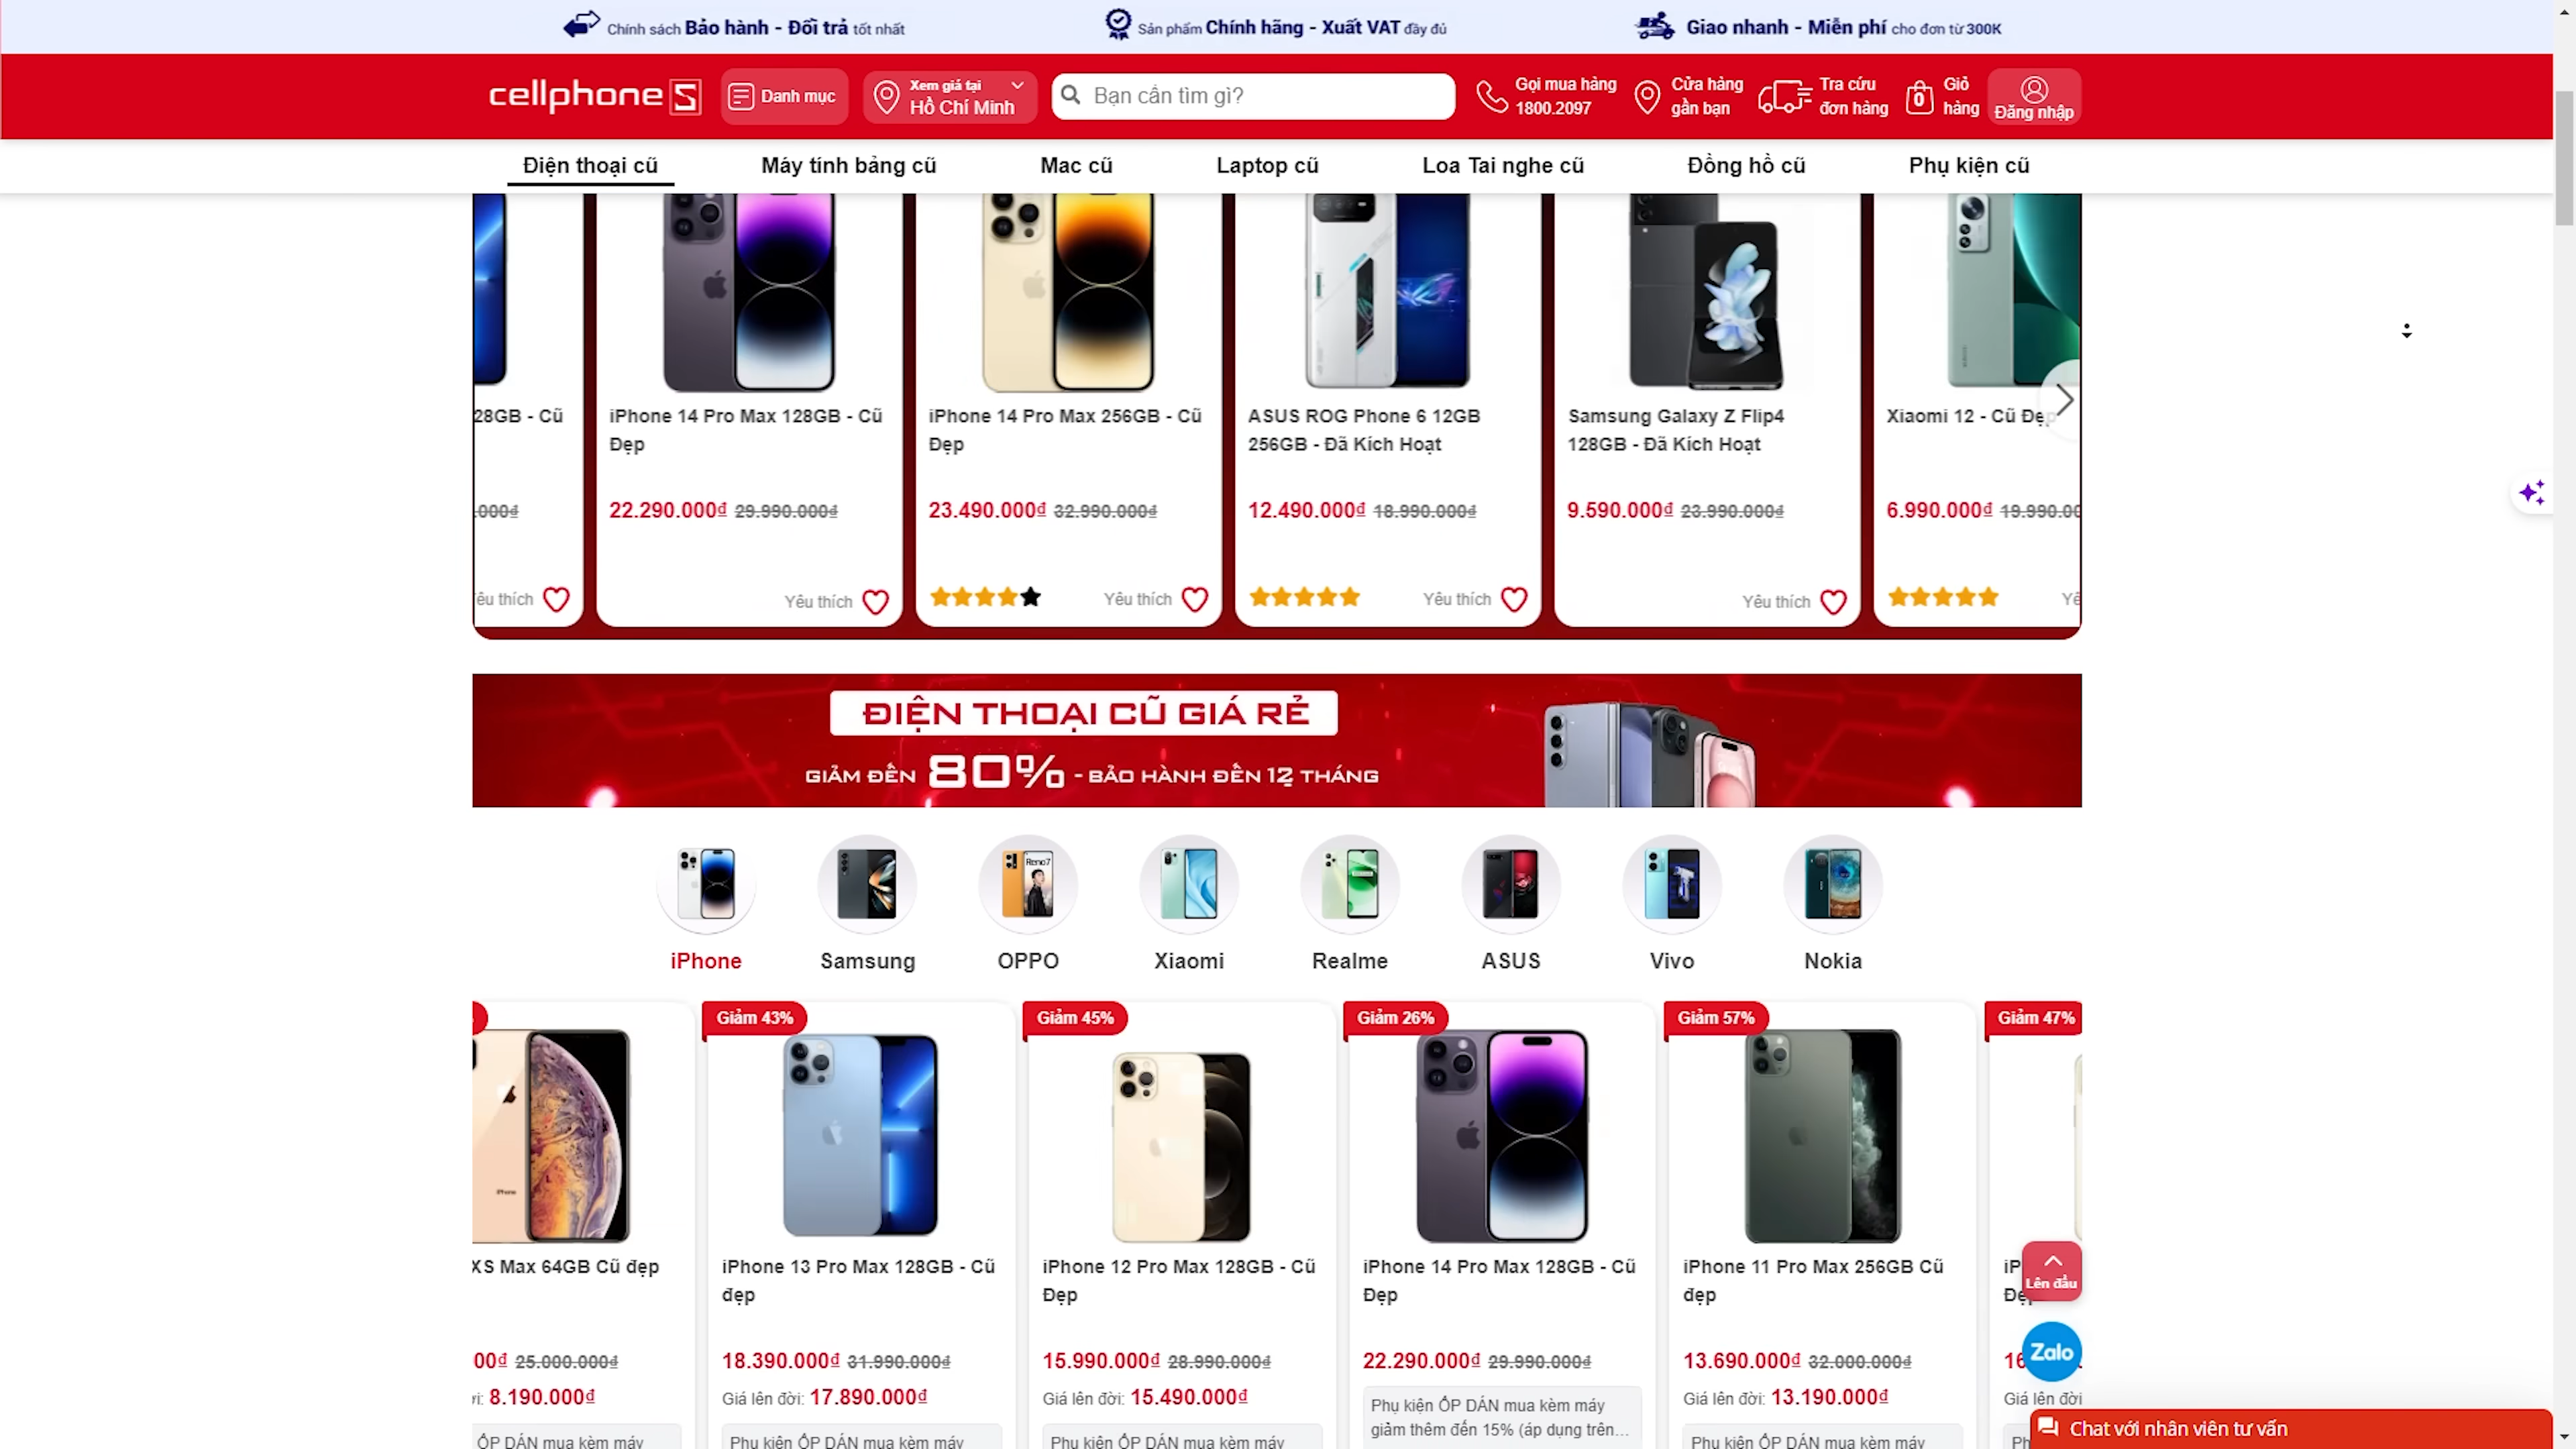 Chính sách Bảo hành - Đổi trả tốt nhất
Sản phẩm Chính hãng - Xuất VAT đầy đủ
Giao nhanh - Miễn phí cho đơn từ 300K
cellphoneS
Danh mục
Xem giá tại
Hồ Chí Minh
Bạn cần tìm gì?
Gọi mua hàng
1800.2097
Cửa hàng
gần bạn
Tra cứu
đơn hàng
0
Giỏ
hàng
Đăng nhập
Điện thoại cũ
Máy tính bảng cũ
Mac cũ
Laptop cũ
Loa Tai nghe cũ
Đồng hồ cũ
Phụ kiện cũ
28GB - Cũ
.000đ
Yêu thích
iPhone 14 Pro Max 128GB - Cũ
Đẹp
22.290.000đ 29.990.000đ
Yêu thích
iPhone 14 Pro Max 256GB - Cũ
Đẹp
23.490.000đ 32.990.000đ
Yêu thích
ASUS ROG Phone 6 12GB
256GB - Đã Kích Hoạt
12.490.000đ 18.990.000đ
Yêu thích
Samsung Galaxy Z Flip4
128GB - Đã Kích Hoạt
9.590.000đ 23.990.000đ
Yêu thích
Xiaomi 12 - Cũ Đẹp
6.990.000đ 19.990.00
Yê
ĐIỆN THOẠI CŨ GIÁ RẺ
GIẢM ĐẾN 80% - BẢO HÀNH ĐẾN 12 THÁNG
Reno7
iPhone
Samsung
OPPO
Xiaomi
Realme
ASUS
Vivo
Nokia
iPhone
XS Max 64GB Cũ đẹp
00đ 25.000.000đ
8.190.000đ
ỐP DÁN mua kèm máy
Giảm 43%
iPhone 13 Pro Max 128GB - Cũ
đẹp
18.390.000đ 31.990.000đ
Giá lên đời: 17.890.000đ
Phụ kiện ỐP DÁN mua kèm máy
Giảm 45%
iPhone 12 Pro Max 128GB - Cũ
Đẹp
15.990.000đ 28.990.000đ
Giá lên đời: 15.490.000đ
Phụ kiện ỐP DÁN mua kèm máy
Giảm 26%
iPhone 14 Pro Max 128GB - Cũ
Đẹp
22.290.000đ 29.990.000đ
Phụ kiện ỐP DÁN mua kèm máy
giảm thêm đến 15% (áp dụng trên...
Giảm 57%
iPhone 11 Pro Max 256GB Cũ
đẹp
13.690.000đ 32.000.000đ
Giá lên đời: 13.190.000đ
Phụ kiện ỐP DÁN mua kèm máy
Giảm 47%
iP
Đẹp
16
Giá lên đời
Ph
Lên đầu
Zalo
Chat với nhân viên tư vấn